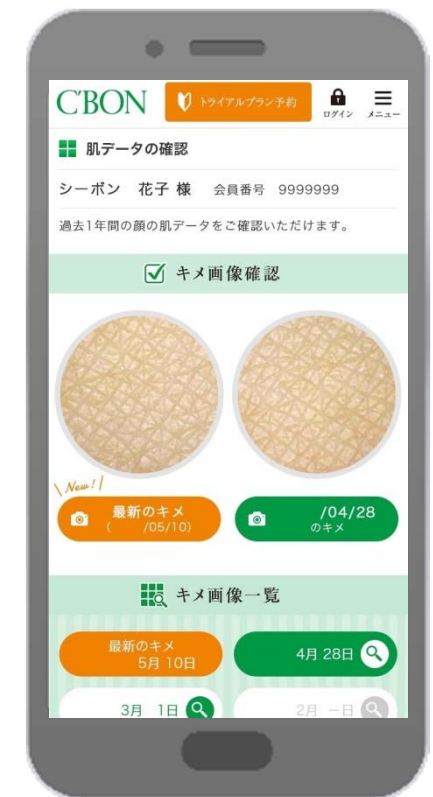 C'BON
トライアルプラン予約
ログイン
メニュー
肌データの確認
シーボン 花子 様 会員番号 9999999
過去1年間の顔の肌データをご確認いただけます。
キメ画像確認
New!
最新のキメ
( /05/10)
/04/28
のキメ
キメ画像一覧
最新のキメ
5月 10日
4月 28日
3月 1日
2月 ー日